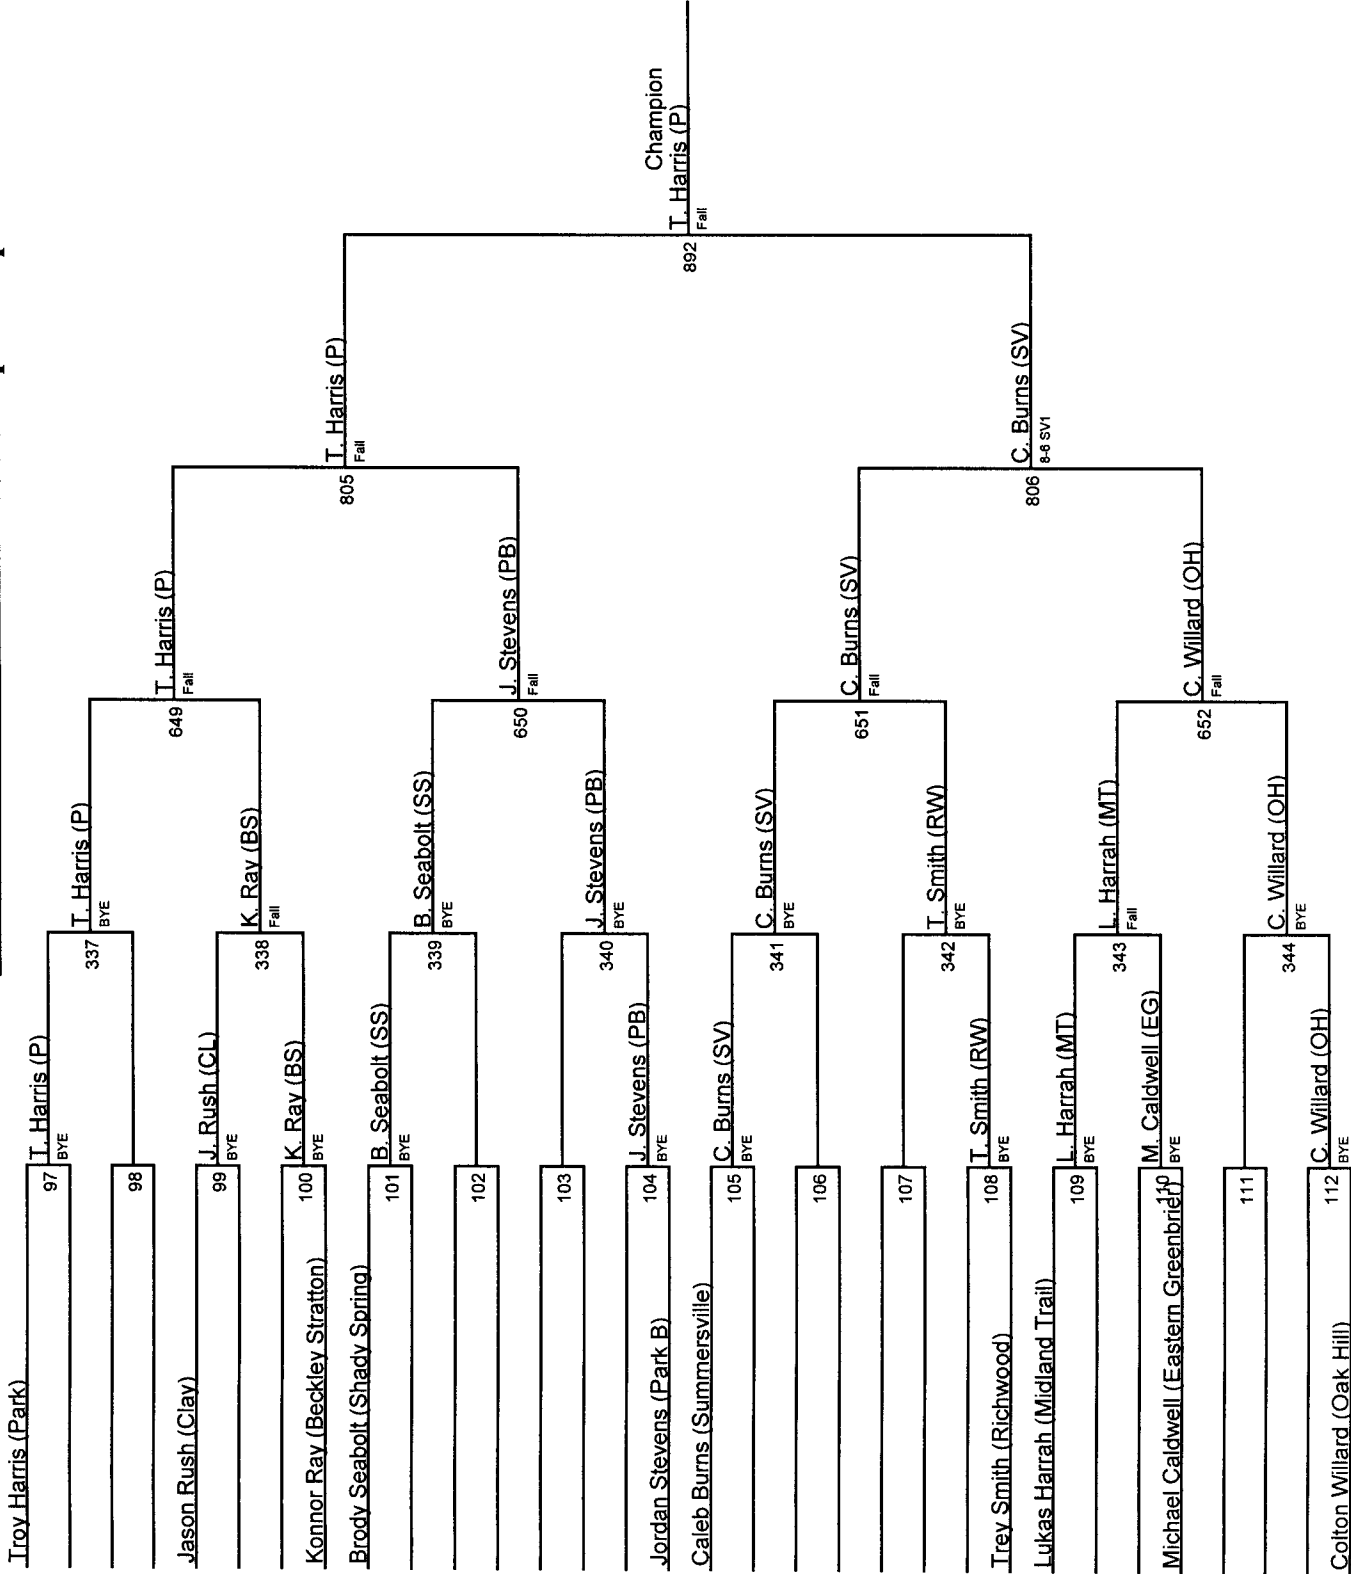 Troy Harris (Park)
97
T. Harris (P)
BYE
98
337
T. Harris (P)
BYE
Jason Rush (Clay)
99
J. Rush (CL)
BYE
Konnor Ray (Beckley Stratton)
100
K. Ray (BS)
BYE
338
K. Ray (BS)
Fall
649
T. Harris (P)
Fall
Brody Seabolt (Shady Spring)
101
B. Seabolt (SS)
BYE
102
339
B. Seabolt (SS)
BYE
103
Jordan Stevens (Park B)
104
J. Stevens (PB)
BYE
340
J. Stevens (PB)
BYE
650
J. Stevens (PB)
Fall
805
T. Harris (P)
Fall
Caleb Burns (Summersville)
105
C. Burns (SV)
BYE
106
341
C. Burns (SV)
BYE
107
Trey Smith (Richwood)
108
T. Smith (RW)
BYE
342
T. Smith (RW)
BYE
651
C. Burns (SV)
Fall
Lukas Harrah (Midland Trail)
109
L. Harrah (MT)
BYE
Michael Caldwell (Eastern Greenbrier)
110
M. Caldwell (EG)
BYE
343
L. Harrah (MT)
Fall
111
Colton Willard (Oak Hill)
112
C. Willard (OH)
BYE
344
C. Willard (OH)
BYE
652
C. Willard (OH)
Fall
806
C. Burns (SV)
8-6 SV1
892
Champion
T. Harris (P)
Fall